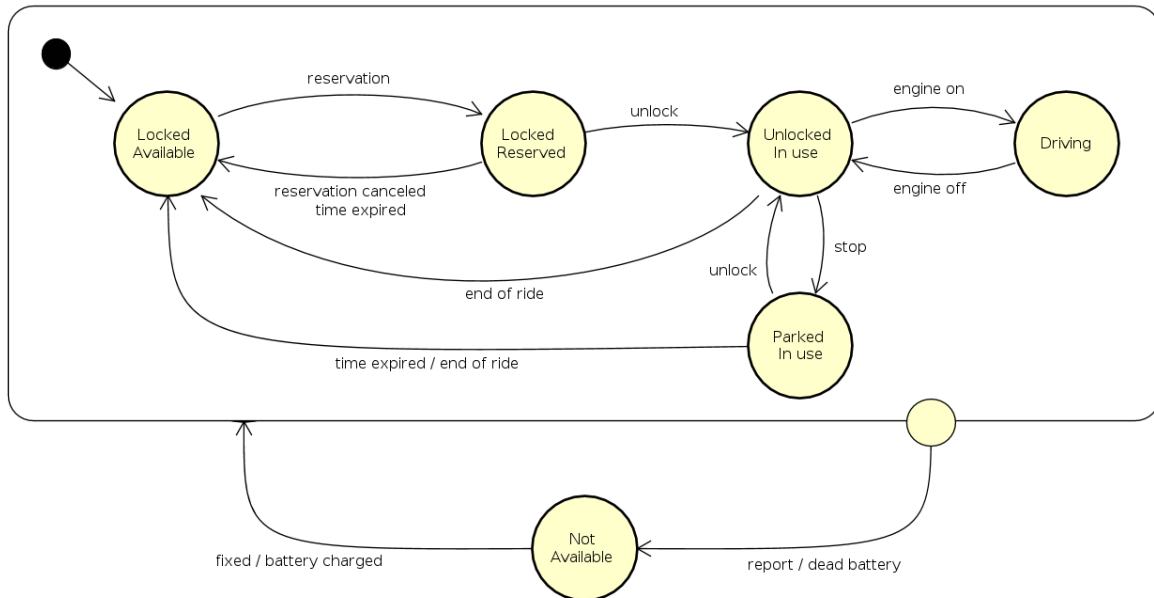 reservation
engine on
unlock
Locked
Available
Locked
Reserved
Unlocked
In use
Driving
reservation canceled
time expired
engine off
stop
unlock
end of ride
Parked
In use
time expired / end of ride
Not
Available
fixed / battery charged
report / dead battery